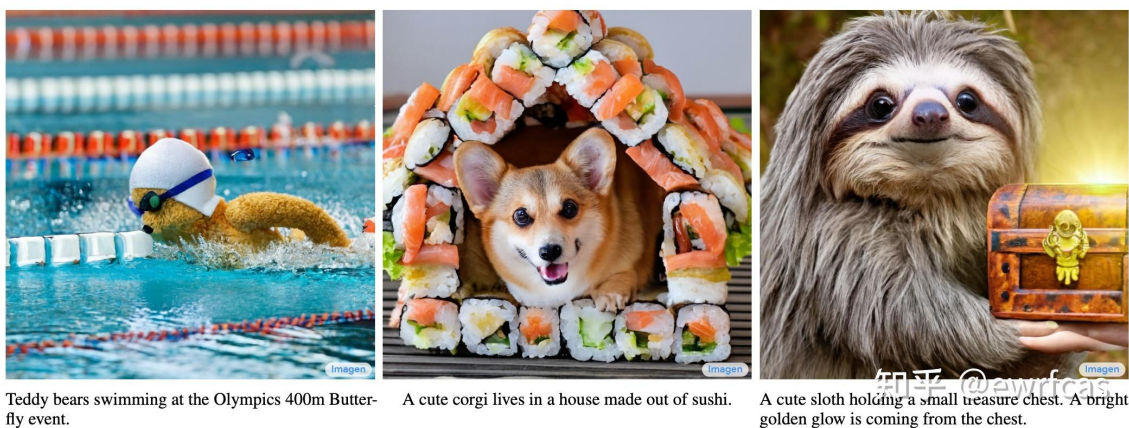 Imagen
Imagen
Imagen
Teddy bears swimming at the Olympics 400m Butter-
fly event.
A cute corgi lives in a house made out of sushi.
A cute sloth holding a small treasure chest. A bright
golden glow is coming from the chest.
知乎 @ewrfcas